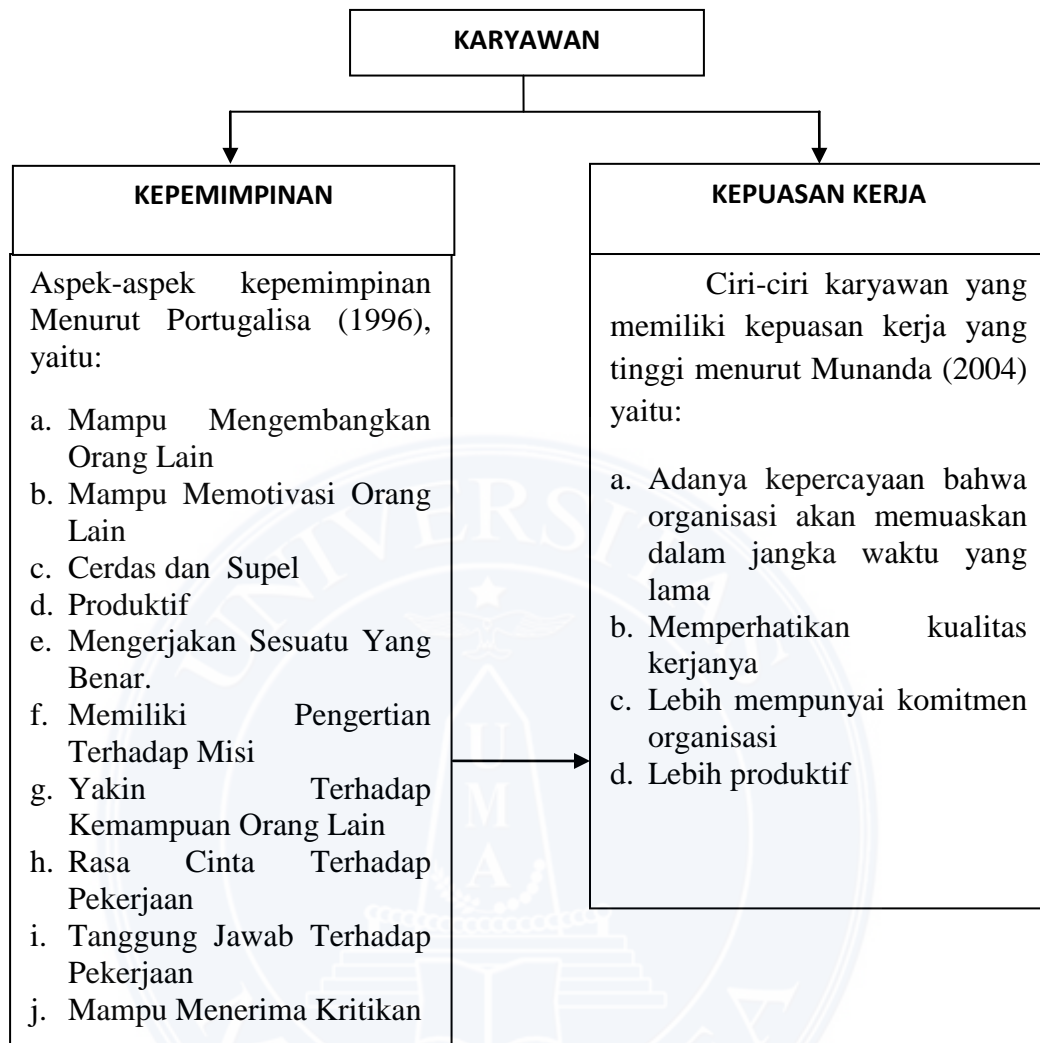 KARYAWAN
KEPEMIMPINAN
Aspek-aspek kepemimpinan
Menurut Portugalisa (1996),
yaitu:
a. Mampu Mengembangkan
Orang Lain
b. Mampu Memotivasi Orang
Lain
c. Cerdas dan Supel
d. Produktif
e. Mengerjakan Sesuatu Yang
Benar.
f. Memiliki Pengertian
Terhadap Misi
g. Yakin Terhadap
Kemampuan Orang Lain
h. Rasa Cinta Terhadap
Pekerjaan
i. Tanggung Jawab Terhadap
Pekerjaan
j. Mampu Menerima Kritikan
KEPUASAN KERJA
Ciri-ciri karyawan yang
memiliki kepuasan kerja yang
tinggi menurut Munanda (2004)
yaitu:
a. Adanya kepercayaan bahwa
organisasi akan memuaskan
dalam jangka waktu yang
lama
b. Memperhatikan kualitas
kerjanya
c. Lebih mempunyai komitmen
organisasi
d. Lebih produktif
UNIVERSITAS
U
M
A